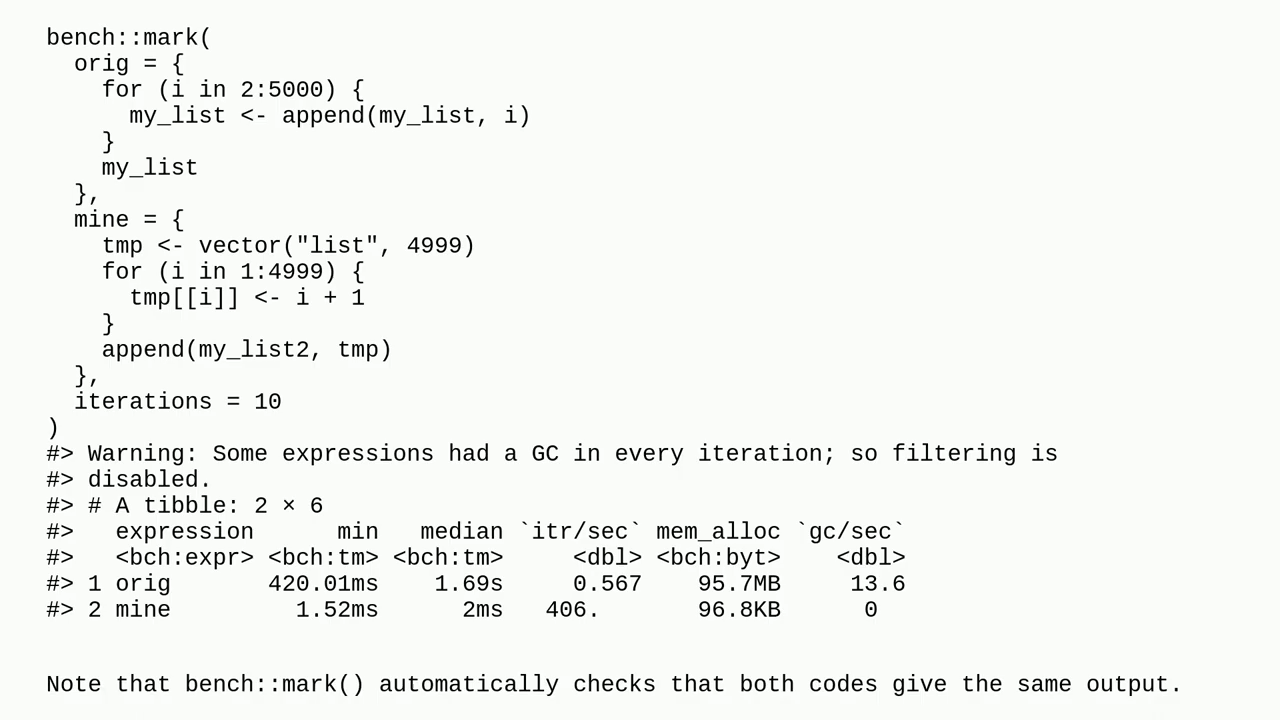 bench::mark(
  orig = {
    for (i in 2:5000) {
      my_list <- append(my_list, i)
    }
    my_list
  },
  mine = {
    tmp <- vector("list", 4999)
    for (i in 1:4999) {
      tmp[[i]] <- i + 1
    }
    append(my_list2, tmp)
  },
  iterations = 10
)
#> Warning: Some expressions had a GC in every iteration; so filtering is
#> disabled.
#> # A tibble: 2 × 6
#>   expression      min   median `itr/sec` mem_alloc `gc/sec`
#>   <bch:expr> <bch:tm> <bch:tm>     <dbl> <bch:byt>    <dbl>
#> 1 orig       420.01ms    1.69s     0.567    95.7MB     13.6
#> 2 mine         1.52ms      2ms   406.       96.8KB      0
Note that bench::mark() automatically checks that both codes give the same output.